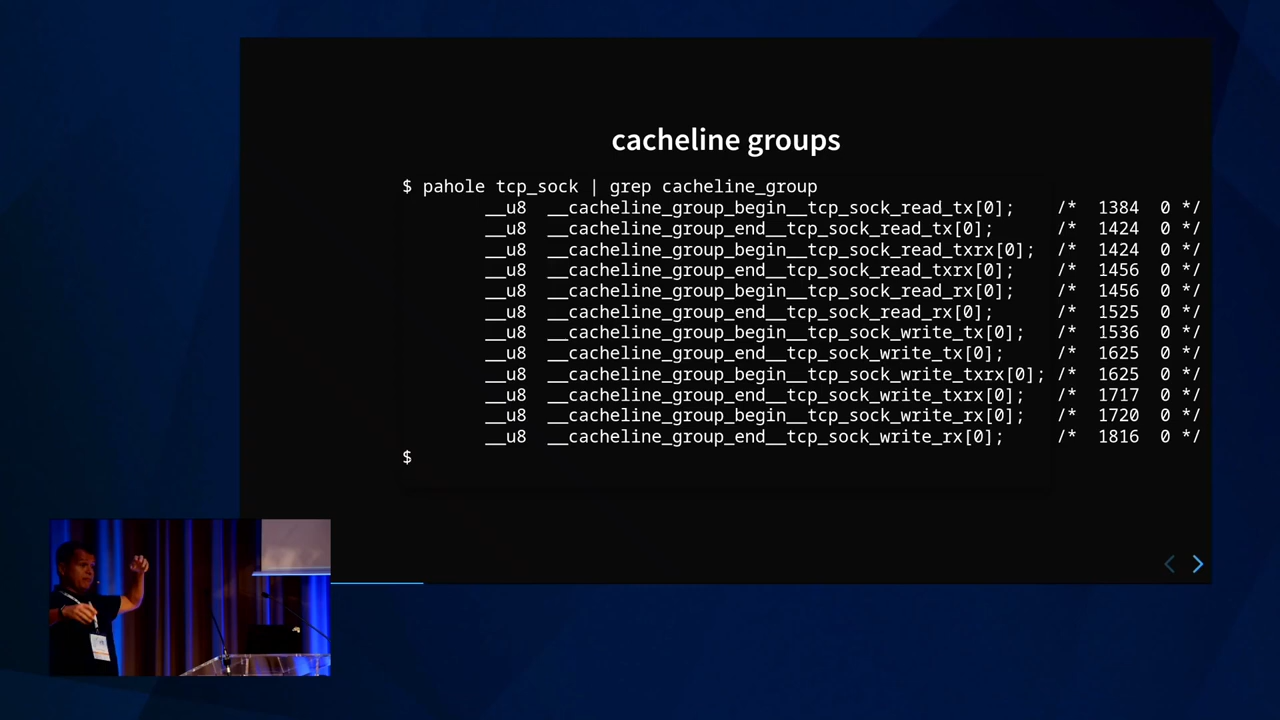 cacheline groups
$ pahole tcp_sock | grep cacheline_group
__u8 __cacheline_group_begin__tcp_sock_read_tx[0]; /* 1384 0 */
__u8 __cacheline_group_end__tcp_sock_read_tx[0]; /* 1424 0 */
__u8 __cacheline_group_begin__tcp_sock_read_txrx[0]; /* 1424 0 */
__u8 __cacheline_group_end__tcp_sock_read_txrx[0]; /* 1456 0 */
__u8 __cacheline_group_begin__tcp_sock_read_rx[0]; /* 1456 0 */
__u8 __cacheline_group_end__tcp_sock_read_rx[0]; /* 1525 0 */
__u8 __cacheline_group_begin__tcp_sock_write_tx[0]; /* 1536 0 */
__u8 __cacheline_group_end__tcp_sock_write_tx[0]; /* 1625 0 */
__u8 __cacheline_group_begin__tcp_sock_write_txrx[0]; /* 1625 0 */
__u8 __cacheline_group_end__tcp_sock_write_txrx[0]; /* 1717 0 */
__u8 __cacheline_group_begin__tcp_sock_write_rx[0]; /* 1720 0 */
__u8 __cacheline_group_end__tcp_sock_write_rx[0]; /* 1816 0 */
$